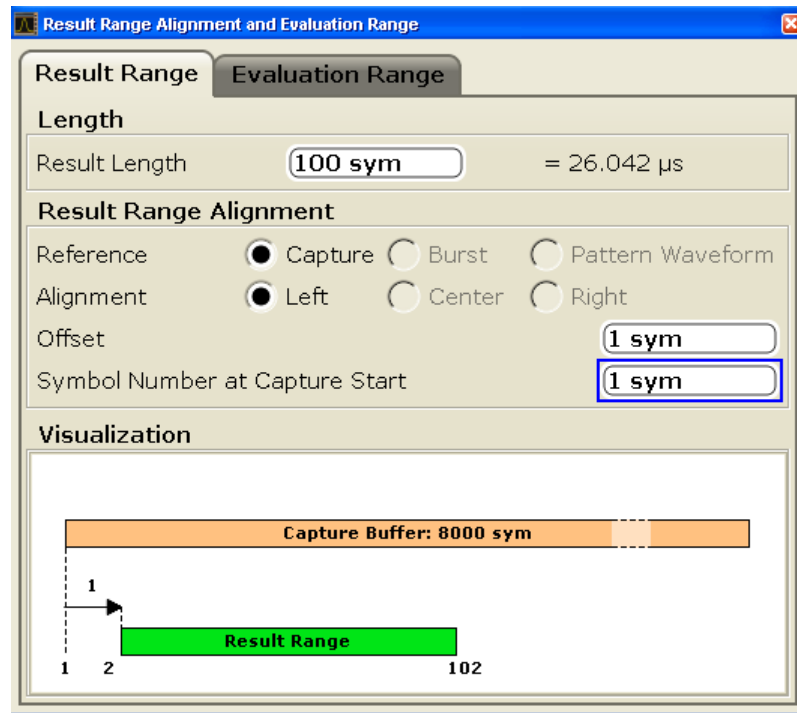 Result Range Alignment and Evaluation Range
Result Range Evaluation Range
Length
Result Length 100 sym = 26.042 µs
Result Range Alignment
Reference Capture Burst Pattern Waveform
Alignment Left Center Right
Offset 1 sym
Symbol Number at Capture Start 1 sym
Visualization
Capture Buffer: 8000 sym
1
Result Range
1 2 102